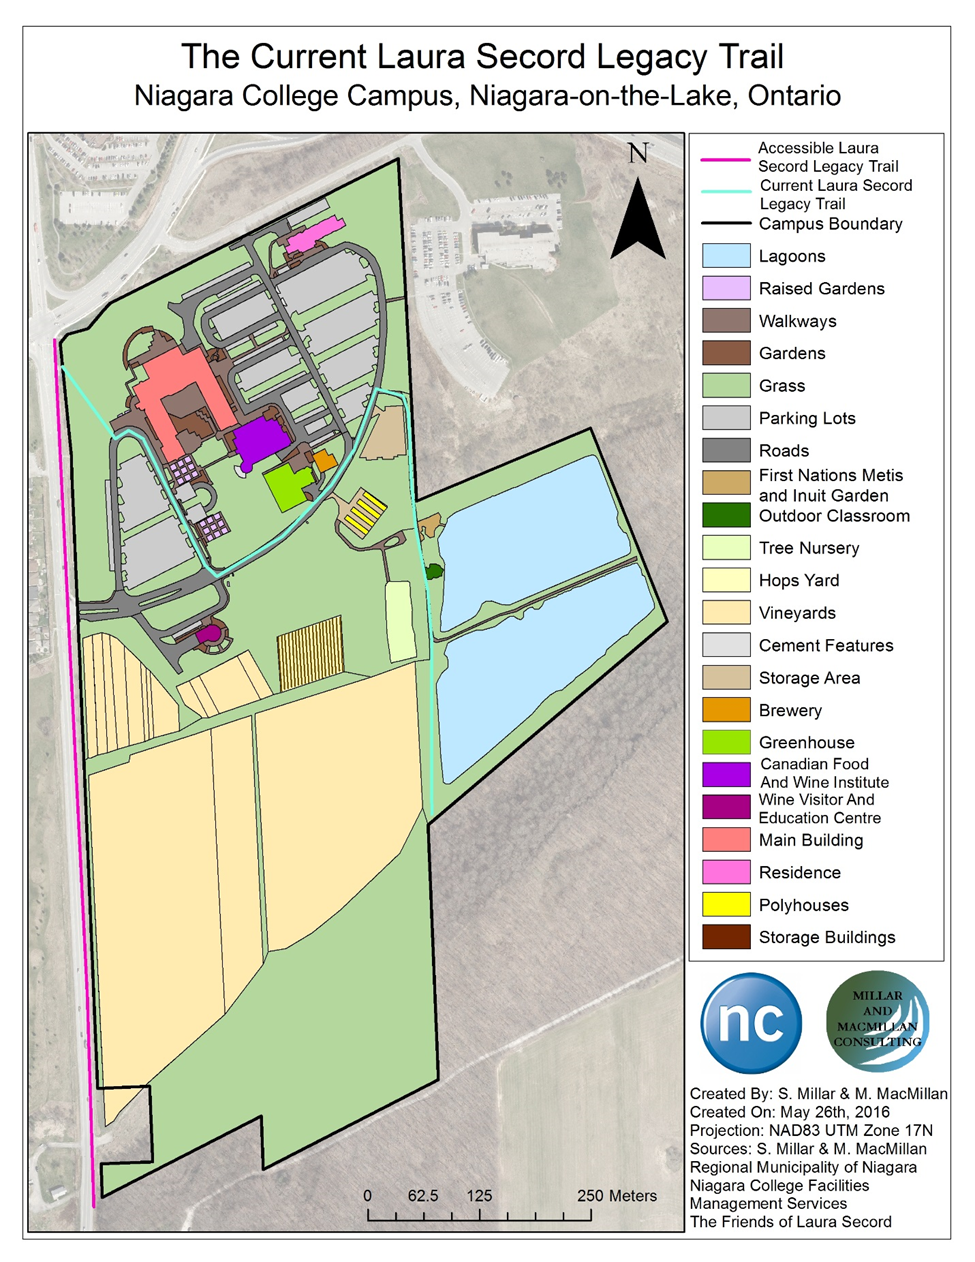 The Current Laura Secord Legacy Trail
Niagara College Campus, Niagara-on-the-Lake, Ontario
N
Accessible Laura
Secord Legacy Trail
Current Laura Secord
Legacy Trail
Campus Boundary
Lagoons
Raised Gardens
Walkways
Gardens
Grass
Parking Lots
Roads
First Nations Metis
and Inuit Garden
Outdoor Classroom
Tree Nursery
Hops Yard
Vineyards
Cement Features
Storage Area
Brewery
Greenhouse
Canadian Food
And Wine Institute
Wine Visitor And
Education Centre
Main Building
Residence
Polyhouses
Storage Buildings
nc
MILLAR
AND
MACMILLAN
CONSULTING
Created By: S. Millar & M. MacMillan
Created On: May 26th, 2016
Projection: NAD83 UTM Zone 17N
Sources: S. Millar & M. MacMillan
Regional Municipality of Niagara
Niagara College Facilities
Management Services
The Friends of Laura Secord
0 62.5 125 250 Meters